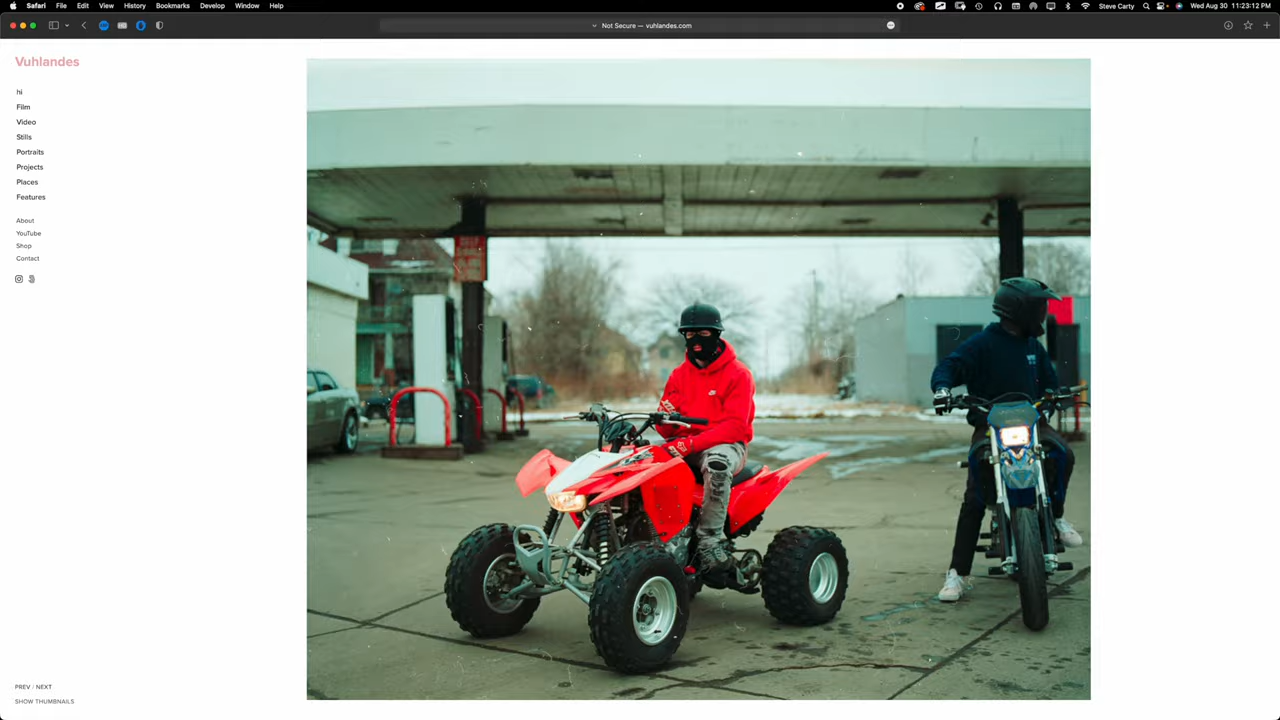 Safari File Edit View History Bookmarks Develop Window Help
Steve Carty Wed Aug 30 11:23:12 PM
Not Secure — vuhlandes.com
Vuhlandes
hi
Film
Video
Stills
Portraits
Projects
Places
Features
About
YouTube
Shop
Contact
PREV / NEXT
SHOW THUMBNAILS